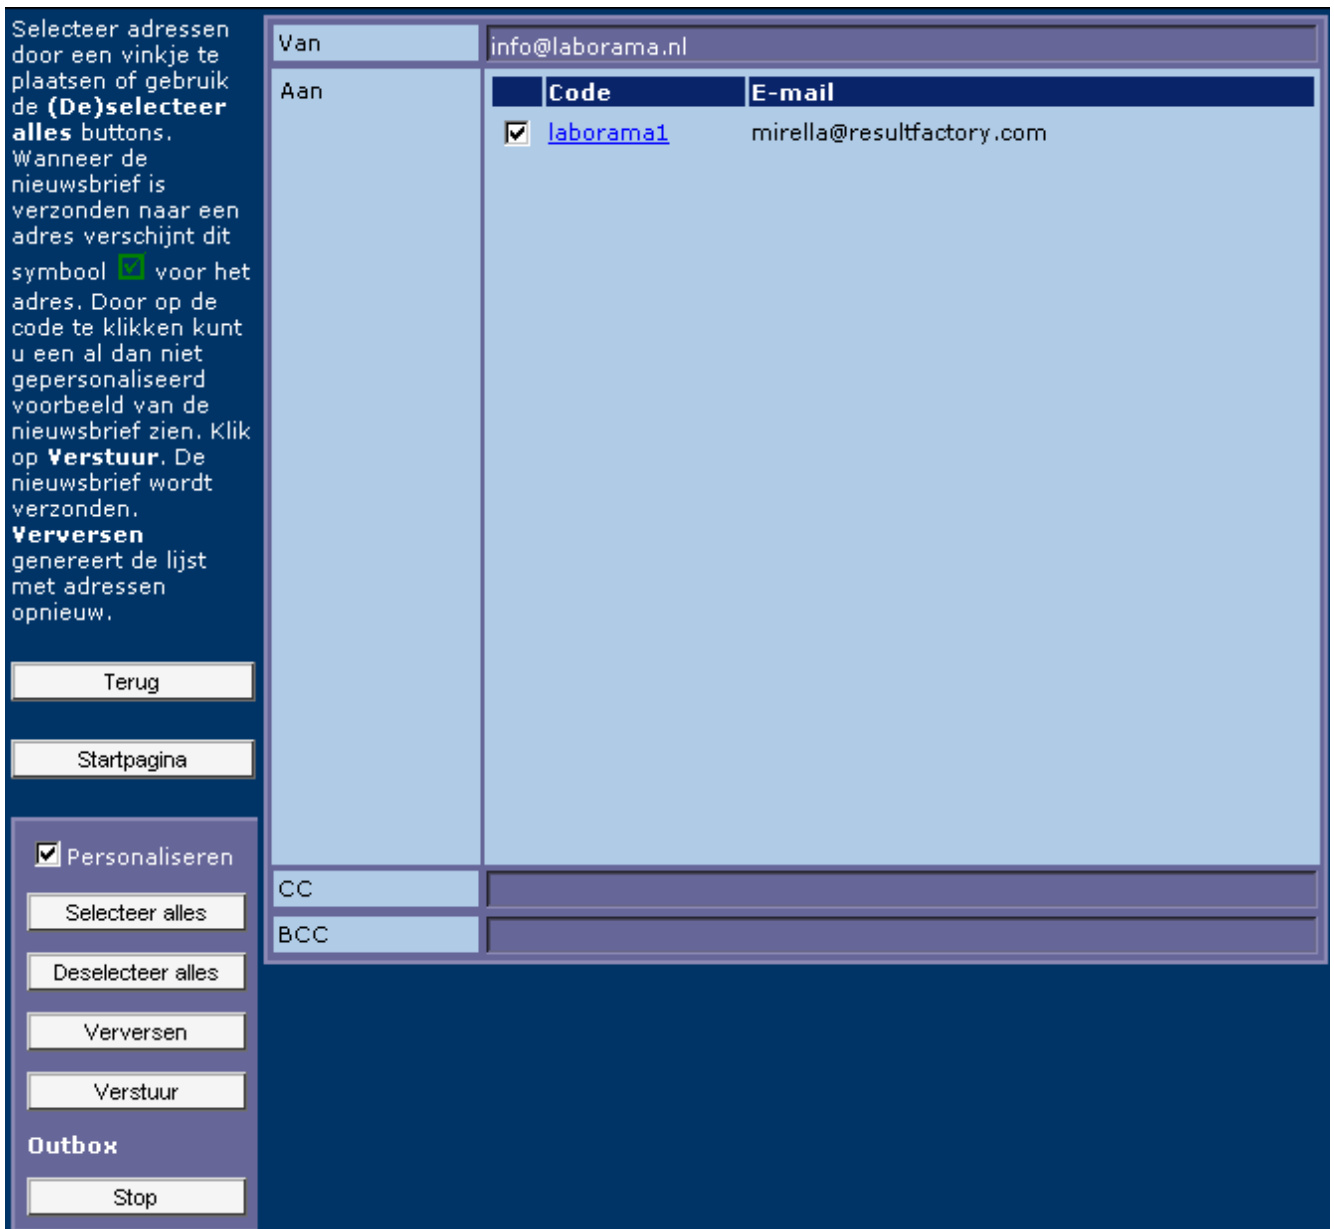 Selecteer adressen
door een vinkje te
plaatsen of gebruik
de (De)selecteer
alles buttons.
Wanneer de
nieuwsbrief is
verzonden naar een
adres verschijnt dit
symbool voor het
adres. Door op de
code te klikken kunt
u een al dan niet
gepersonaliseerd
voorbeeld van de
nieuwsbrief zien. Klik
op Verstuur. De
nieuwsbrief wordt
verzonden.
Verversen
genereert de lijst
met adressen
opnieuw.
Terug
Startpagina
Personaliseren
Selecteer alles
Deselecteer alles
Verversen
Verstuur
Outbox
Stop
Van info@laborama.nl
Aan Code E-mail
laborama1 mirella@resultfactory.com
CC
BCC